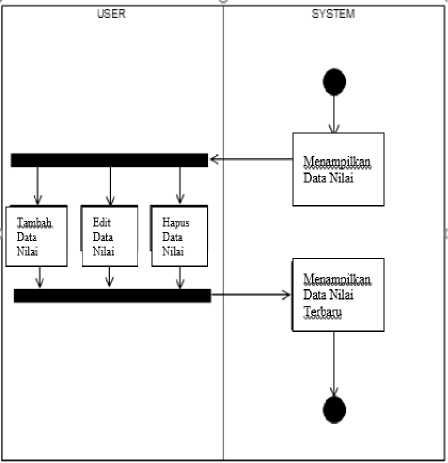 USER
SYSTEM
Menampilkan
Data Nilai
Tambah
Data
Nilai
Edit
Data
Nilai
Hapus
Data
Nilai
Menampilkan
Data Nilai
Terbaru